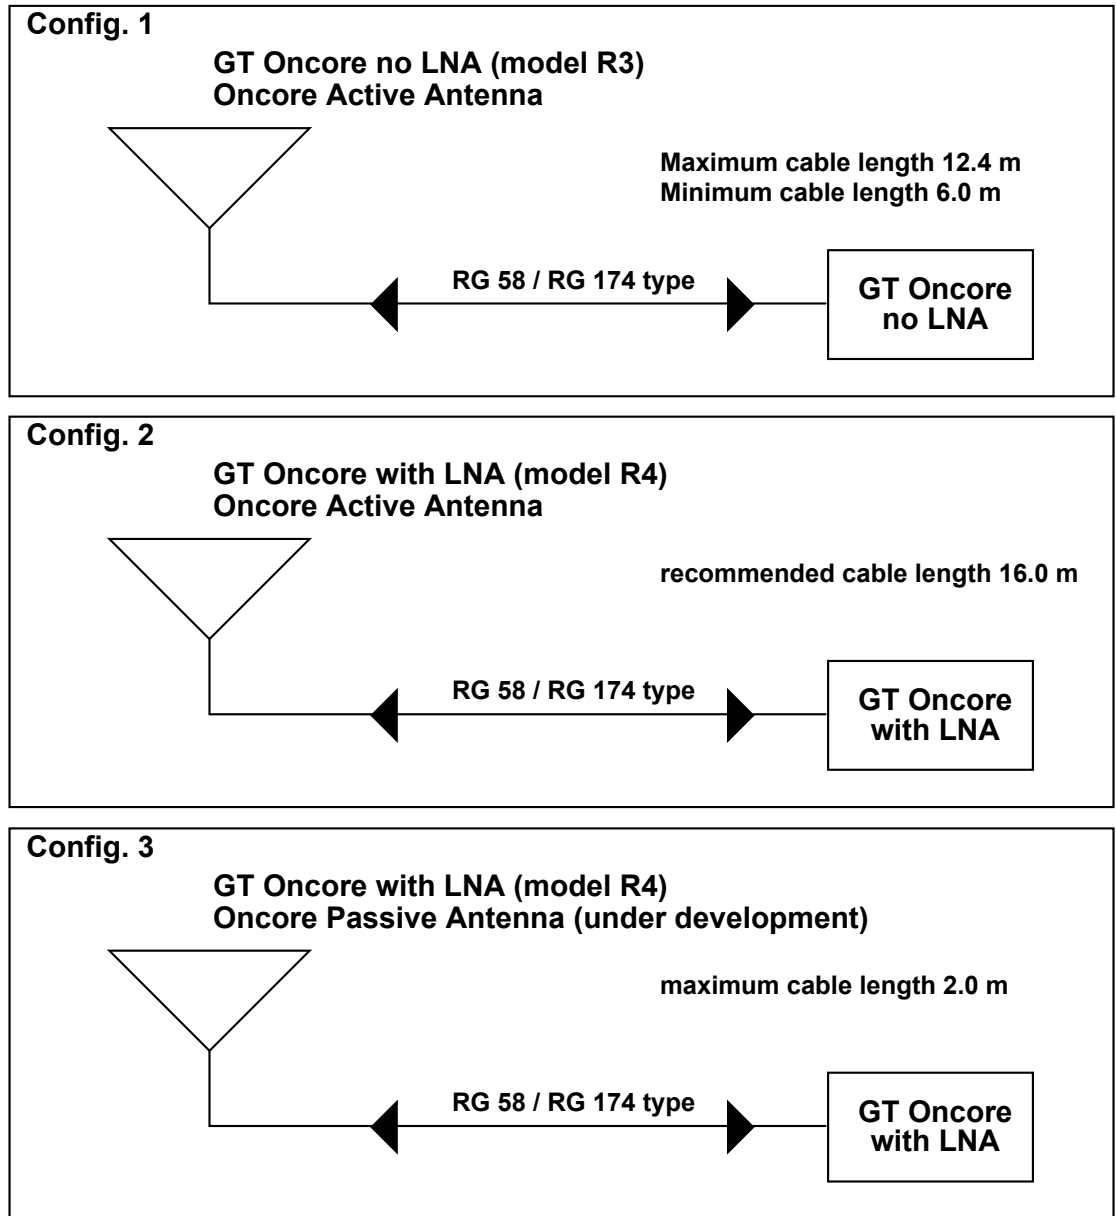 Config. 1
GT Oncore no LNA (model R3)
Oncore Active Antenna
Maximum cable length 12.4 m
Minimum cable length 6.0 m
RG 58 / RG 174 type
GT Oncore
no LNA
Config. 2
GT Oncore with LNA (model R4)
Oncore Active Antenna
recommended cable length 16.0 m
RG 58 / RG 174 type
GT Oncore
with LNA
Config. 3
GT Oncore with LNA (model R4)
Oncore Passive Antenna (under development)
maximum cable length 2.0 m
RG 58 / RG 174 type
GT Oncore
with LNA